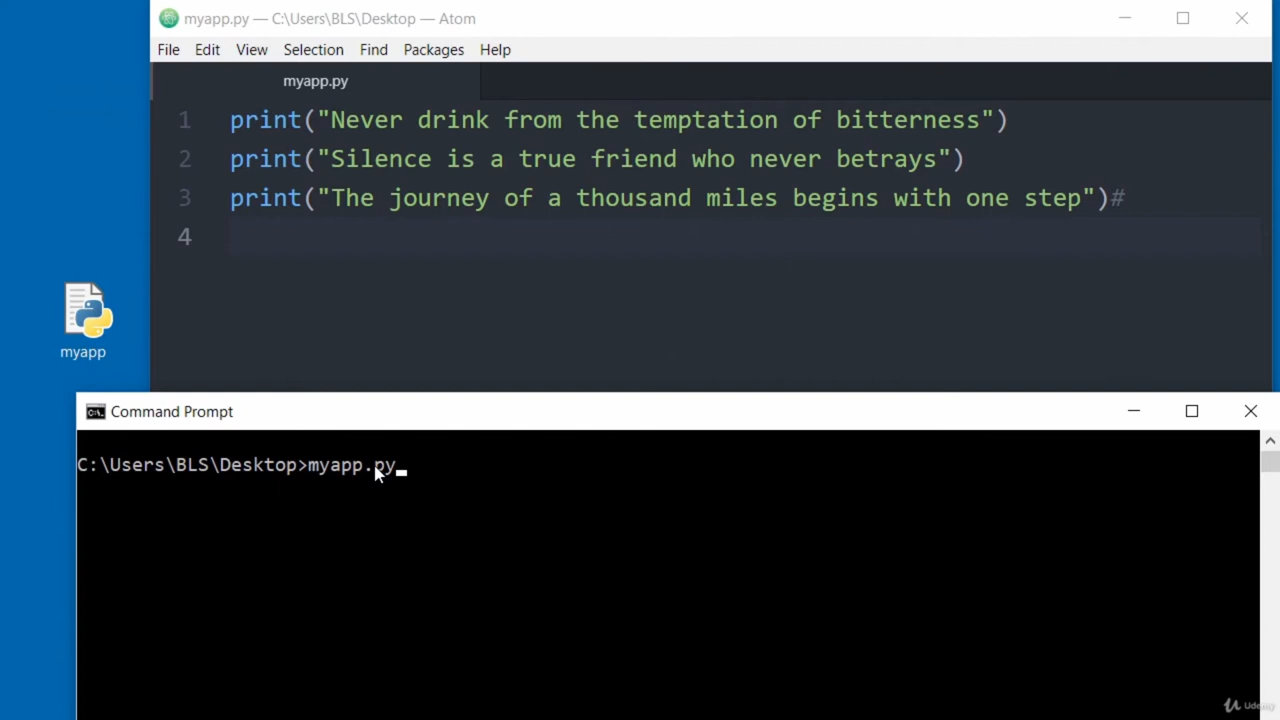 myapp.py — C:\Users\BLS\Desktop — Atom
File Edit View Selection Find Packages Help
myapp.py
1 print("Never drink from the temptation of bitterness")
2 print("Silence is a true friend who never betrays")
3 print("The journey of a thousand miles begins with one step")#
4
myapp
C:\. Command Prompt
C:\Users\BLS\Desktop>myapp.py
Udemy